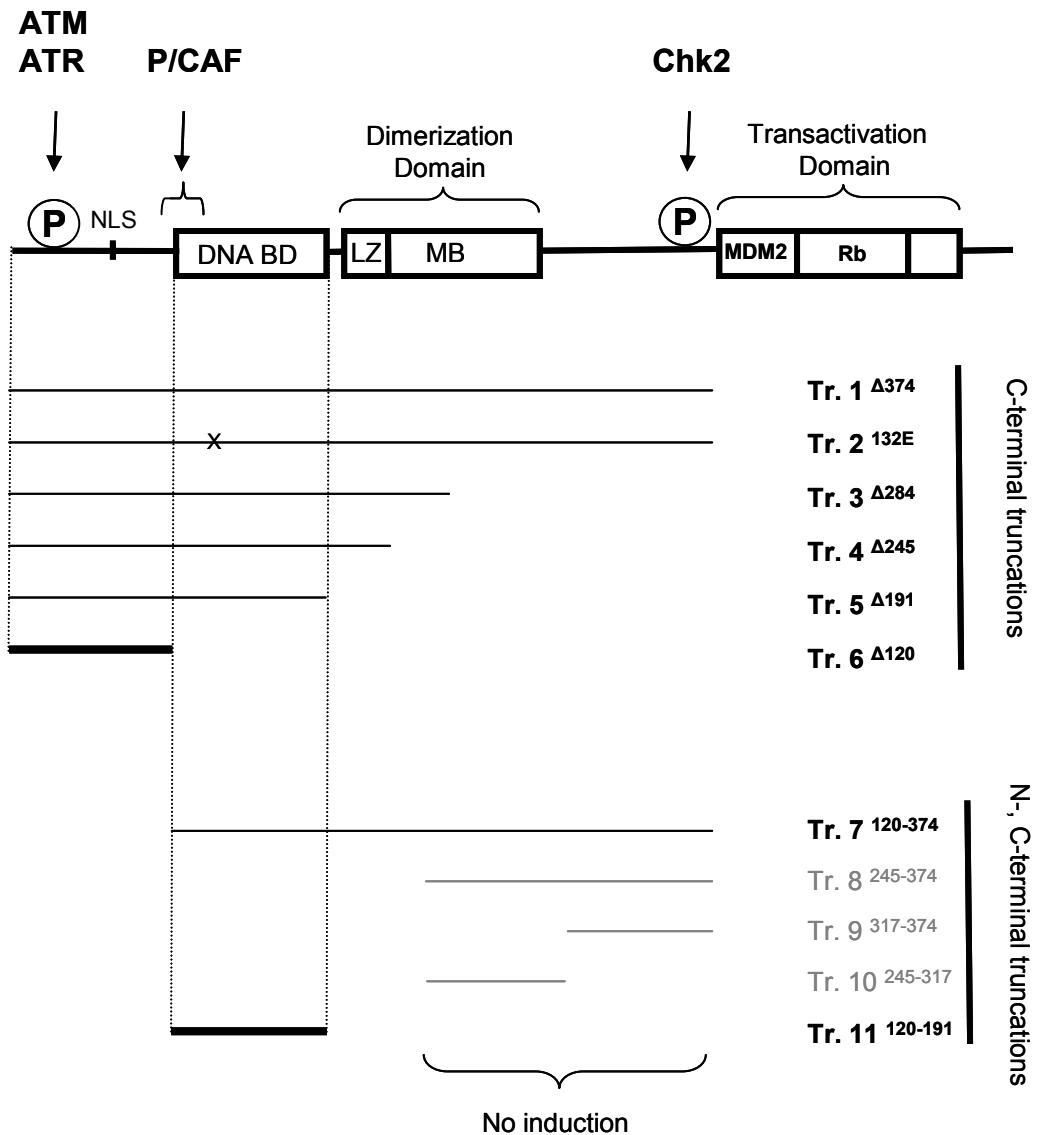 ATM
ATR
P/CAF
Chk2
Dimerization
Domain
Transactivation
Domain
P
NLS
P
DNA BD
LZ
MB
MDM2
Rb
Tr. 1 Δ374
x
Tr. 2 132E
Tr. 3 Δ284
Tr. 4 Δ245
Tr. 5 Δ191
Tr. 6 Δ120
C-terminal truncations
Tr. 7 120-374
Tr. 8 245-374
Tr. 9 317-374
Tr. 10 245-317
Tr. 11 120-191
N-, C-terminal truncations
No induction